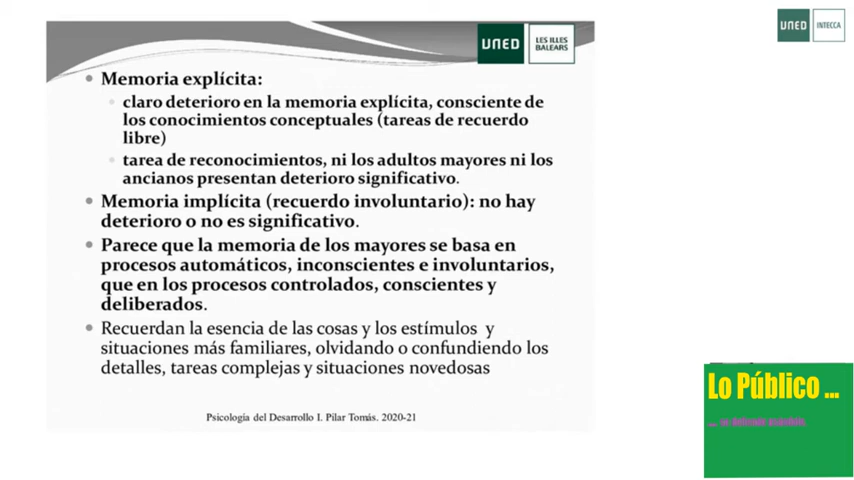 UNED
INTECCA
UNED
LES ILLES
BALEARS
Memoria explícita:
claro deterioro en la memoria explícita, consciente de
los conocimientos conceptuales (tareas de recuerdo
libre)
tarea de reconocimientos, ni los adultos mayores ni los
ancianos presentan deterioro significativo.
Memoria implícita (recuerdo involuntario): no hay
deterioro o no es significativo.
Parece que la memoria de los mayores se basa en
procesos automáticos, inconscientes e involuntarios,
que en los procesos controlados, conscientes y
deliberados.
Recuerdan la esencia de las cosas y los estímulos y
situaciones más familiares, olvidando o confundiendo los
detalles, tareas complejas y situaciones novedosas
Psicología del Desarrollo I. Pilar Tomás. 2020-21
Lo Público ...